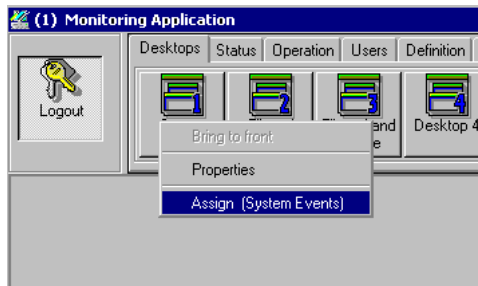 (1) Monitoring Application
Desktops Status Operation Users Definition
Logout
1 2 3 4
and Desktop 4
e
Bring to front
Properties
Assign (System Events)